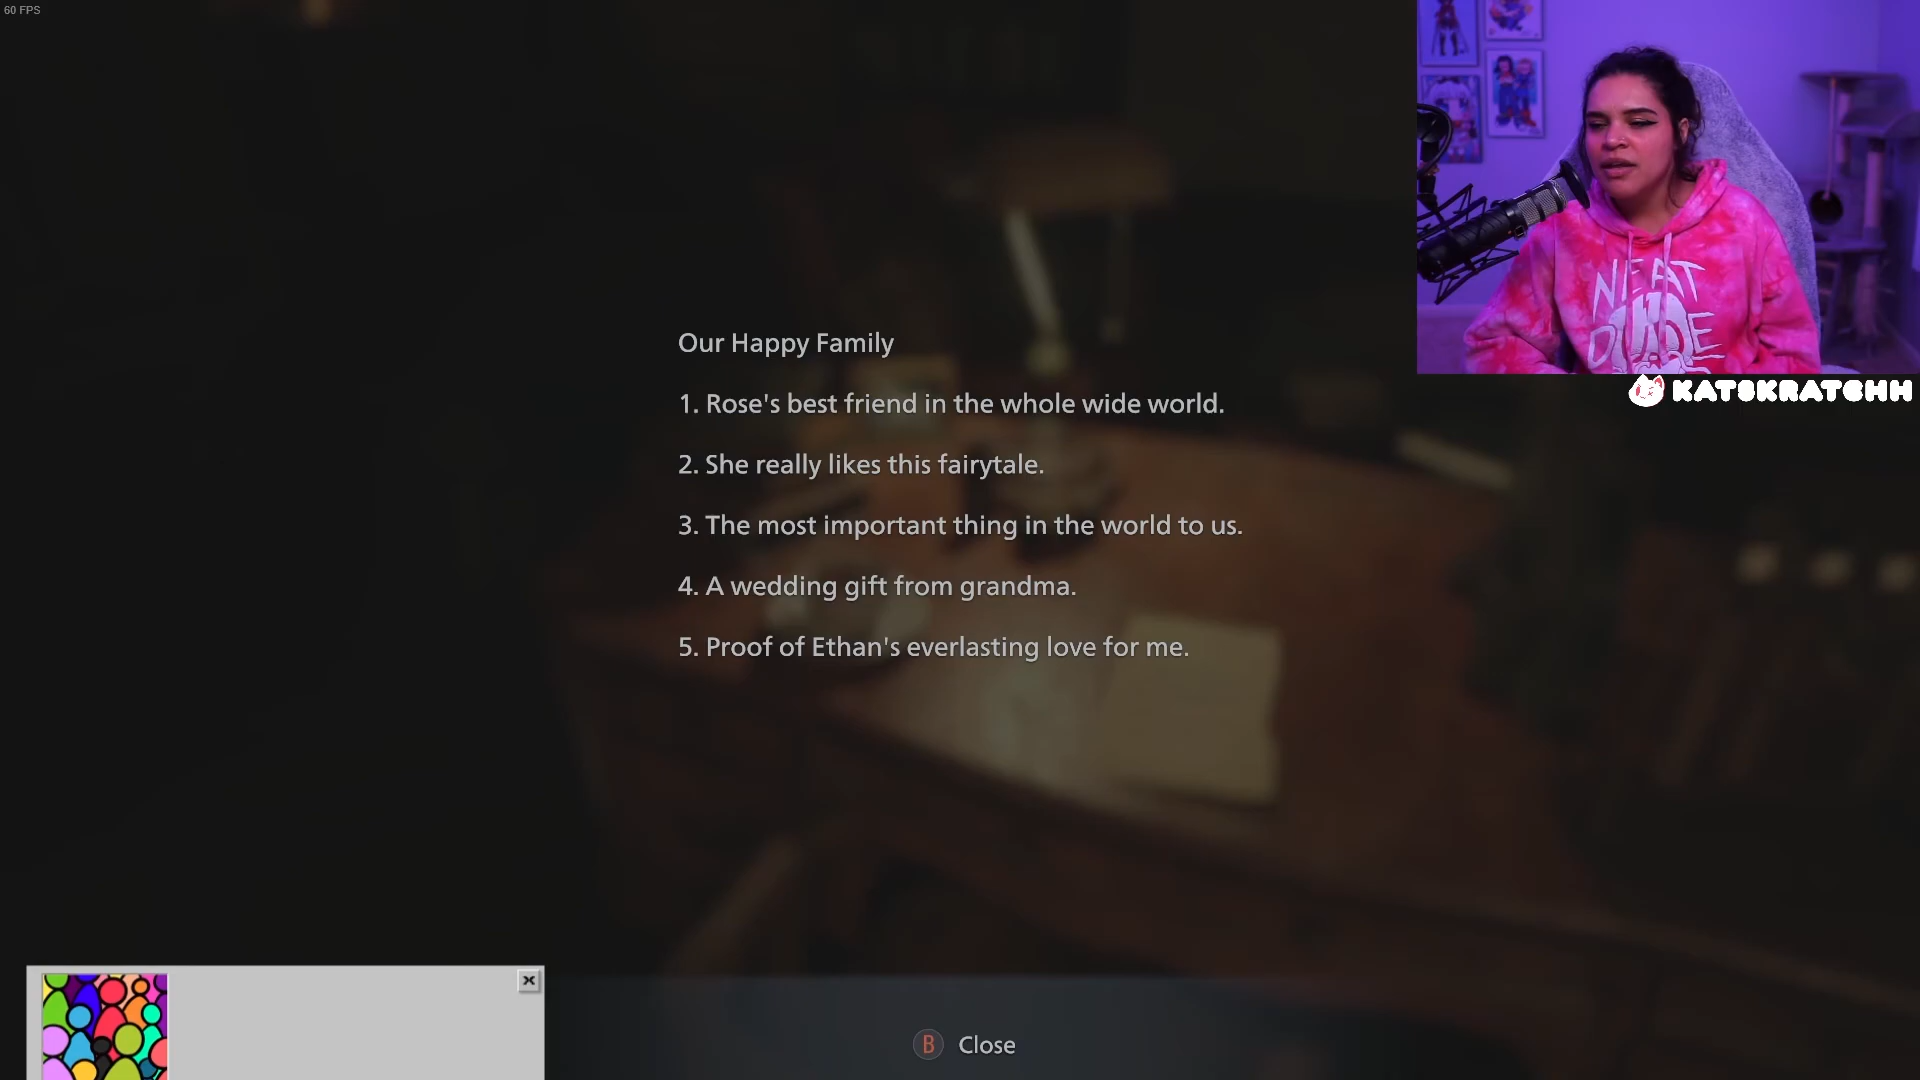 60 FPS
NEAT
DUDE
KATSKRATCHH
Our Happy Family
1. Rose's best friend in the whole wide world.
2. She really likes this fairytale.
3. The most important thing in the world to us.
4. A wedding gift from grandma.
5. Proof of Ethan's everlasting love for me.
B Close